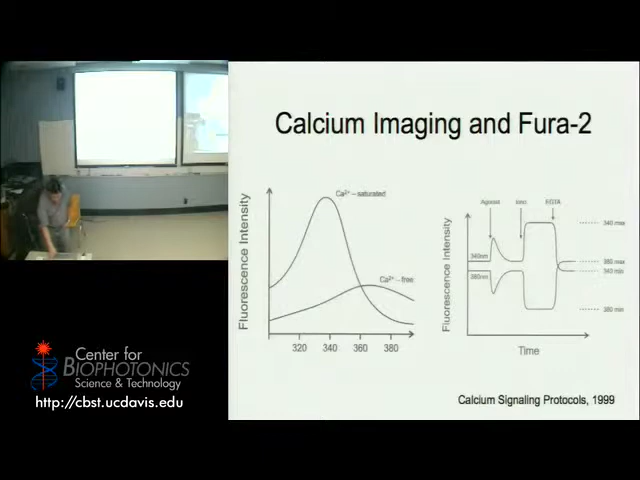 Calcium Imaging and Fura-2
Fluorescence Intensity
Ca²⁺ – saturated
Ca²⁺ – free
320 340 360 380
Fluorescence Intensity
Agonist Iono. EGTA
340nm
380nm
340 max
380 max
340 min
380 min
Time
Calcium Signaling Protocols, 1999
Center for
BIOPHOTONICS
Science & Technology
http://cbst.ucdavis.edu